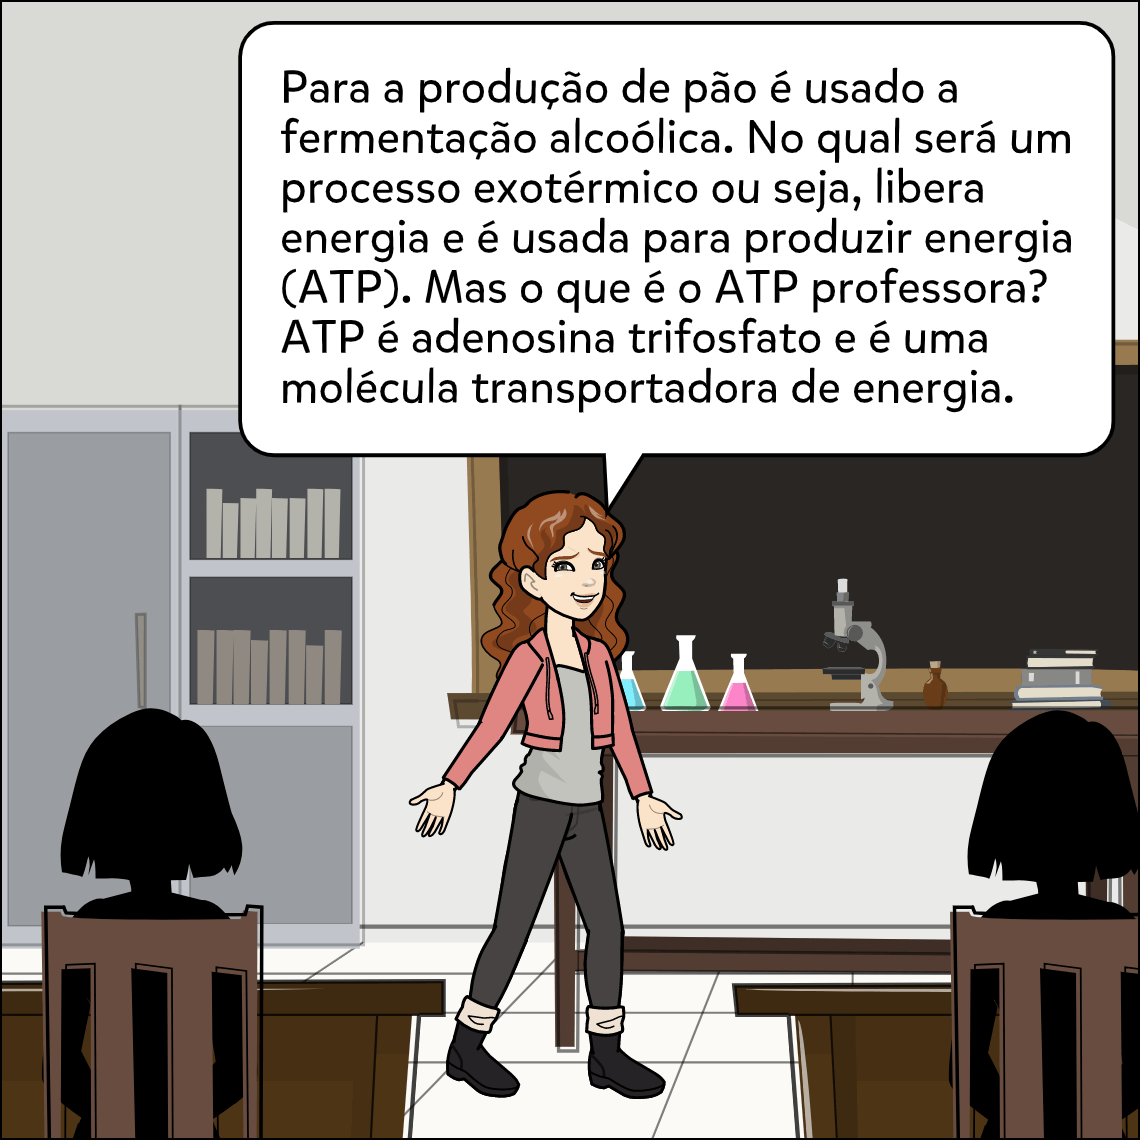 Para a produção de pão é usado a
fermentação alcoólica. No qual será um
processo exotérmico ou seja, libera
energia e é usada para produzir energia
(ATP). Mas o que é o ATP professora?
ATP é adenosina trifosfato e é uma
molécula transportadora de energia.